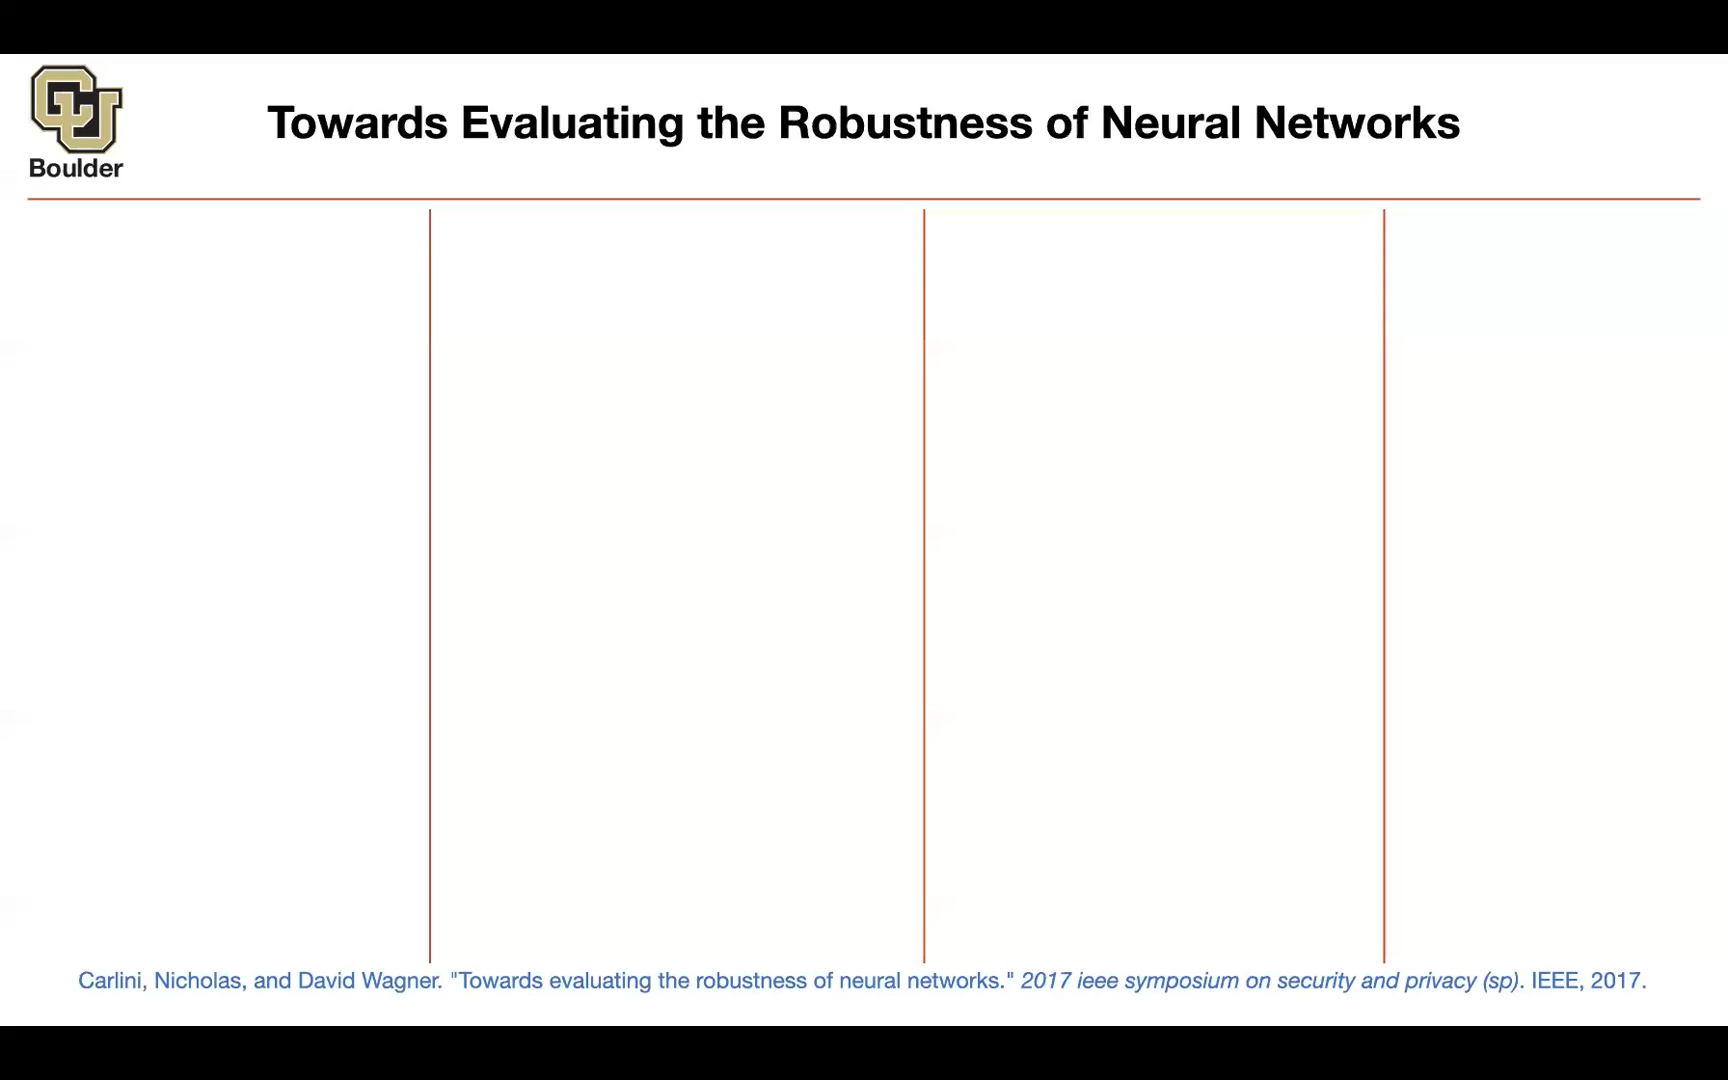 Boulder
Towards Evaluating the Robustness of Neural Networks
Carlini, Nicholas, and David Wagner. "Towards evaluating the robustness of neural networks." 2017 ieee symposium on security and privacy (sp). IEEE, 2017.